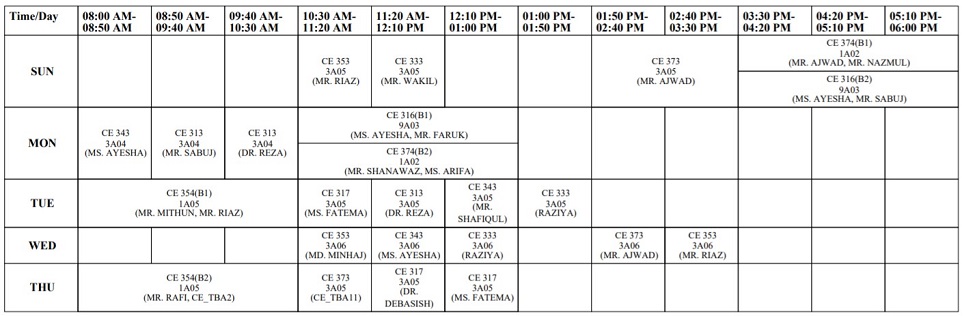 Time/Day 08:00 AM- 08:50 AM- 09:40 AM- 10:30 AM- 11:20 AM- 12:10 PM- 01:00 PM- 01:50 PM- 02:40 PM- 03:30 PM- 04:20 PM- 05:10 PM-
08:50 AM 09:40 AM 10:30 AM 11:20 AM 12:10 PM 01:00 PM 01:50 PM 02:40 PM 03:30 PM 04:20 PM 05:10 PM 06:00 PM
SUN
CE 353
3A05
(MR. RIAZ)
CE 333
3A05
(MR. WAKIL)
CE 373
3A05
(MR. AJWAD)
CE 374(B1)
1A02
(MR. AJWAD, MR. NAZMUL)
CE 316(B2)
9A03
(MS. AYESHA, MR. SABUJ)
MON
CE 343
3A04
(MS. AYESHA)
CE 313
3A04
(MR. SABUJ)
CE 313
3A04
(DR. REZA)
CE 316(B1)
9A03
(MS. AYESHA, MR. FARUK)
CE 374(B2)
1A02
(MR. SHANAWAZ, MS. ARIFA)
TUE
CE 354(B1)
1A05
(MR. MITHUN, MR. RIAZ)
CE 317
3A05
(MS. FATEMA)
CE 313
3A05
(DR. REZA)
CE 343
3A05
(MR.
SHAFIQUL)
CE 333
3A05
(RAZIYA)
WED
CE 353
3A06
(MD. MINHAJ)
CE 343
3A06
(MS. AYESHA)
CE 333
3A06
(RAZIYA)
CE 373
3A06
(MR. AJWAD)
CE 353
3A06
(MR. RIAZ)
THU
CE 354(B2)
1A05
(MR. RAFI, CE_TBA2)
CE 373
3A05
(CE_TBA11)
CE 317
3A05
(DR.
DEBASISH)
CE 317
3A05
(MS. FATEMA)